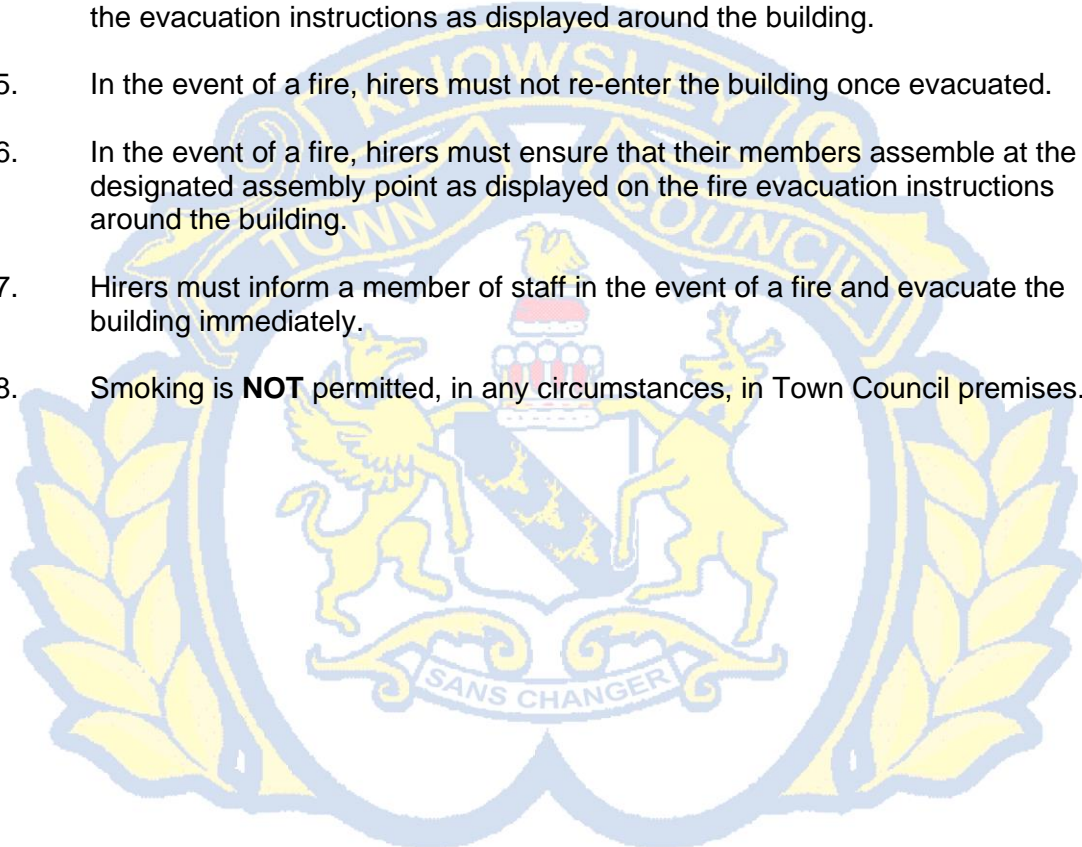 the evacuation instructions as displayed around the building.
5. In the event of a fire, hirers must not re-enter the building once evacuated.
6. In the event of a fire, hirers must ensure that their members assemble at the
designated assembly point as displayed on the fire evacuation instructions
around the building.
7. Hirers must inform a member of staff in the event of a fire and evacuate the
building immediately.
8. Smoking is NOT permitted, in any circumstances, in Town Council premises.
KNOWSLEY
TOWN COUNCIL
SANS CHANGER